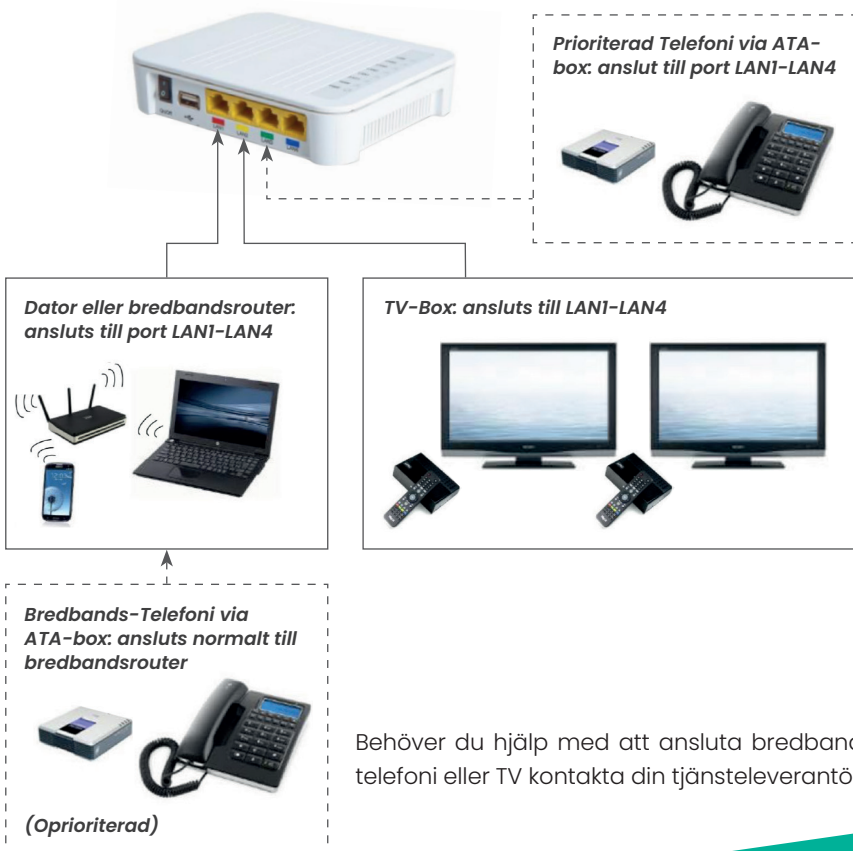 Prioriterad Telefoni via ATA-
box: anslut till port LAN1-LAN4
Dator eller bredbandsrouter:
ansluts till port LAN1-LAN4
TV-Box: ansluts till LAN1-LAN4
Bredbands-Telefoni via
ATA-box: ansluts normalt till
bredbandsrouter
(Oprioriterad)
Behöver du hjälp med att ansluta bredband
telefoni eller TV kontakta din tjänsteleverantö